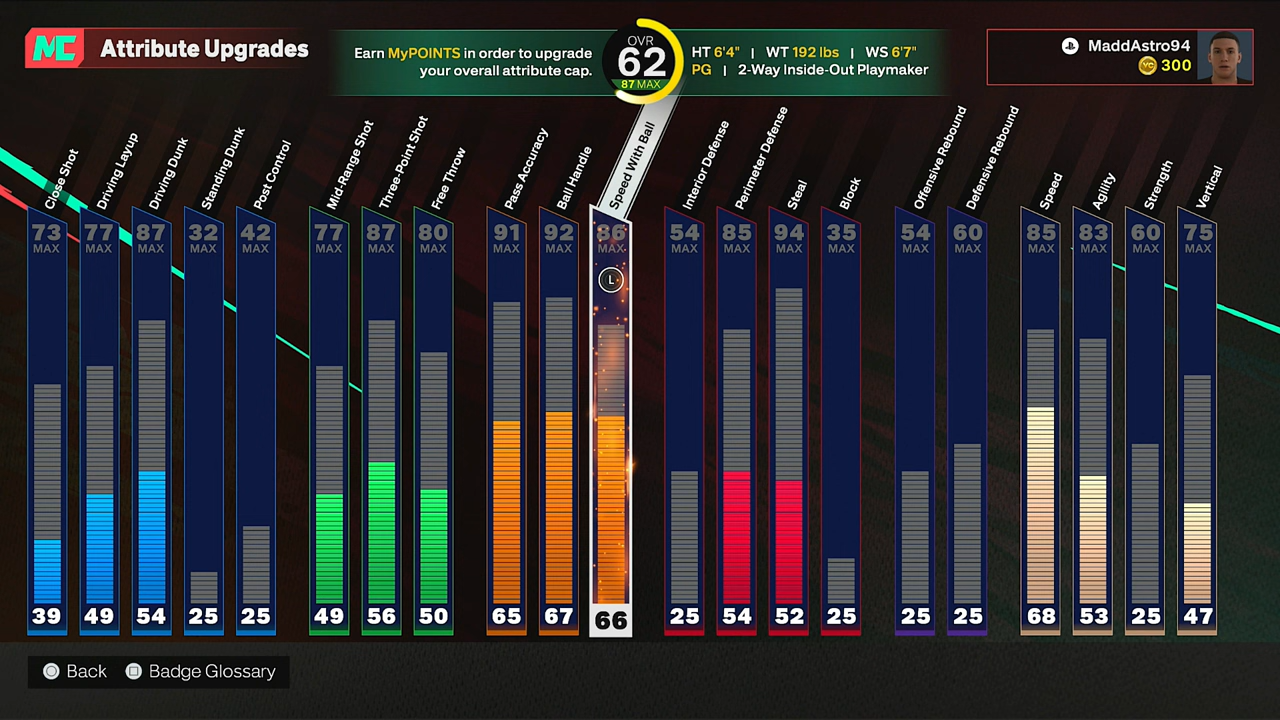 MC
Attribute Upgrades
Earn MyPOINTS in order to upgrade
your overall attribute cap.
OVR
62
87 MAX
HT 6'4" | WT 192 lbs | WS 6'7"
PG | 2-Way Inside-Out Playmaker
MaddAstro94
VC 300
Close Shot
Driving Layup
Driving Dunk
Standing Dunk
Post Control
Mid-Range Shot
Three-Point Shot
Free Throw
Pass Accuracy
Ball Handle
Speed With Ball
Interior Defense
Perimeter Defense
Steal
Block
Offensive Rebound
Defensive Rebound
Speed
Agility
Strength
Vertical
73 77 87 32 42 77 87 80 91 92 86 54 85 94 35 54 60 85 83 60 75
MAX MAX MAX MAX MAX MAX MAX MAX MAX MAX MAX MAX MAX MAX MAX MAX MAX MAX MAX MAX MAX
L
39 49 54 25 25 49 56 50 65 67 66 25 54 52 25 25 25 68 53 25 47
Back
Badge Glossary